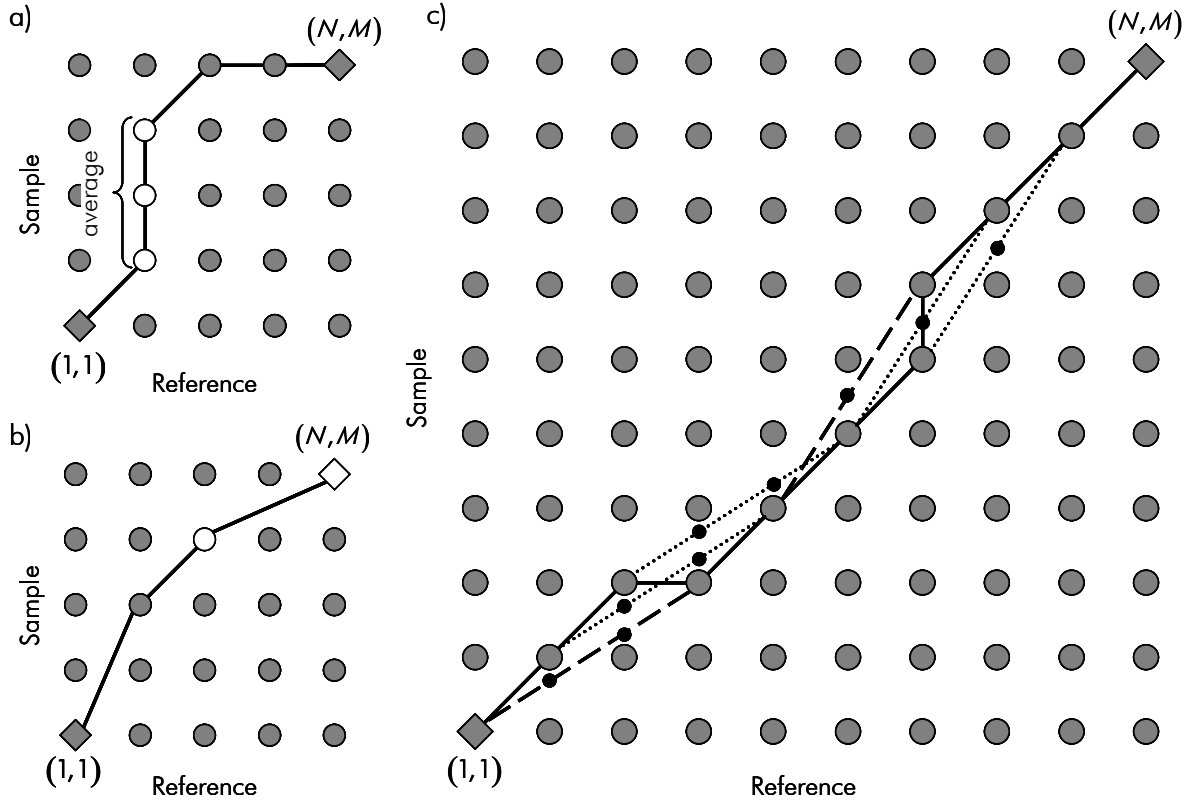 a)
(N,M)
Sample
average
(1,1)
Reference
b)
(N,M)
Sample
(1,1)
Reference
c)
(N,M)
Sample
(1,1)
Reference